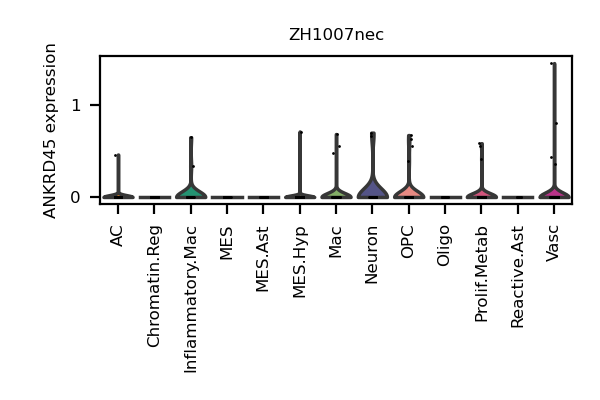 ZH1007nec
ANKRD45 expression
1
0
AC
Chromatin.Reg
Inflammatory.Mac
MES
MES.Ast
MES.Hyp
Mac
Neuron
OPC
Oligo
Prolif.Metab
Reactive.Ast
Vasc